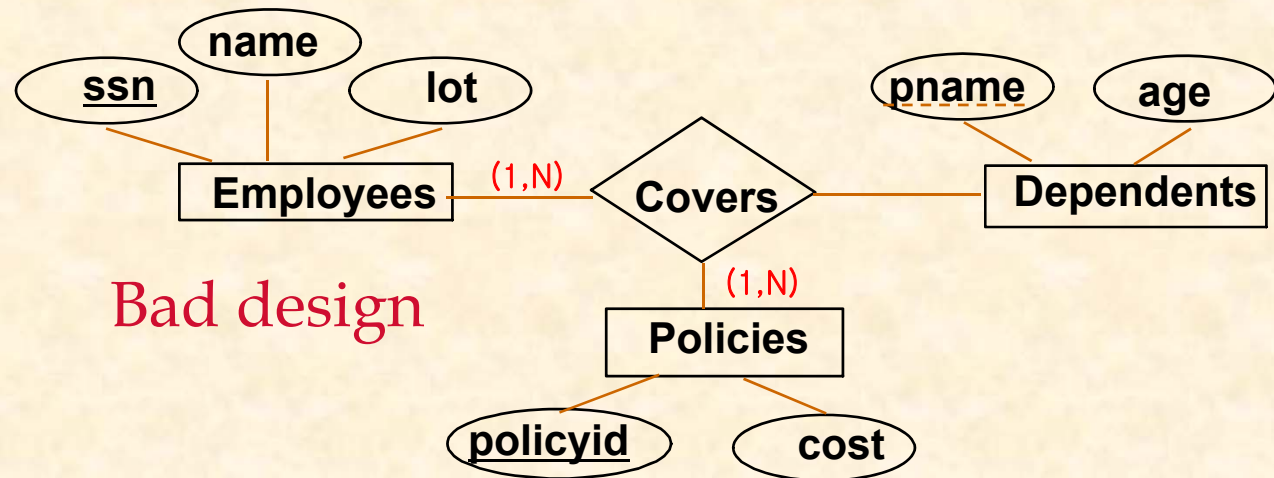 name
ssn
lot
pname
age
Employees
(1,N)
Covers
Dependents
Bad design
(1,N)
Policies
policyid
cost